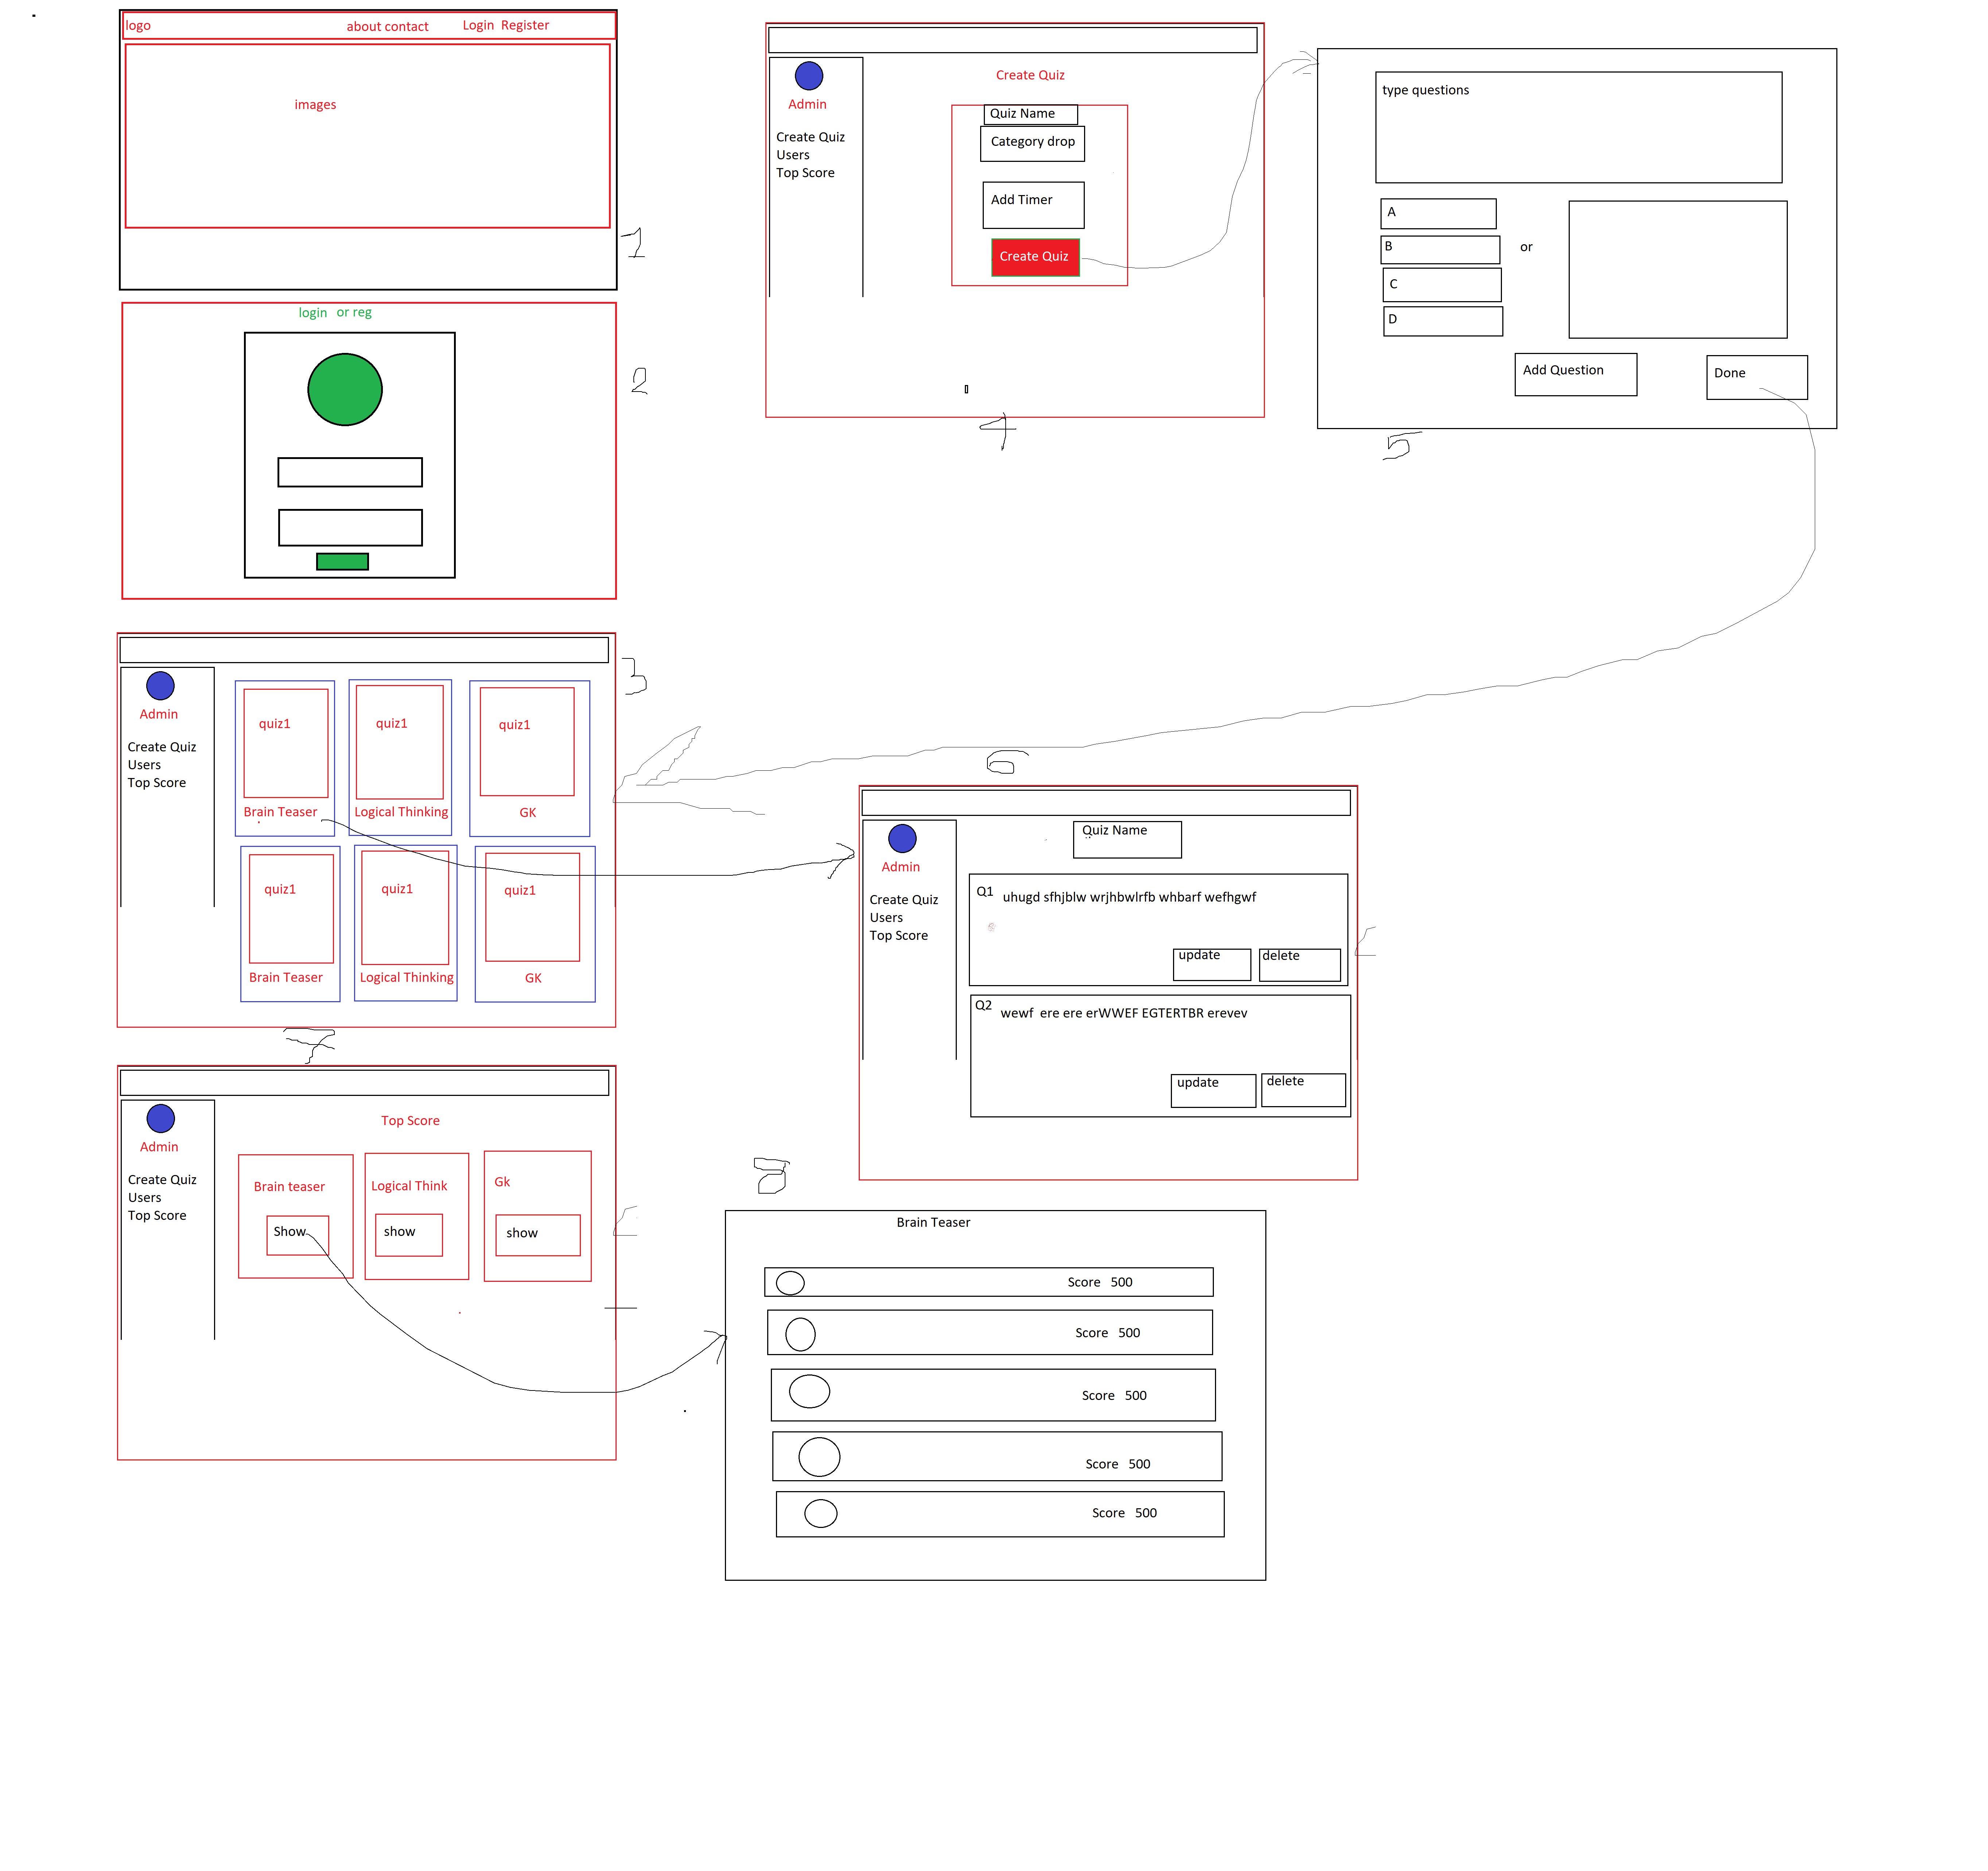 logo about contact Login Register
images
1
login or reg
2
3
Admin
Create Quiz
Users
Top Score
quiz1 quiz1 quiz1
Brain Teaser Logical Thinking GK
quiz1 quiz1 quiz1
Brain Teaser Logical Thinking GK
7
Admin
Create Quiz
Users
Top Score
Top Score
Brain teaser Logical Think Gk
Show show show
Create Quiz
Admin
Create Quiz
Users
Top Score
Quiz Name
Category drop
Add Timer
Create Quiz
4
type questions
A
B or
C
D
Add Question Done
5
6
Admin
Create Quiz
Users
Top Score
Quiz Name
Q1 uhugd sfhjblw wrjhbwlrfb whbarf wefhgwf
update delete
Q2 wewf ere ere erWWEF EGTERTBR erevev
update delete
Brain Teaser
Score 500
Score 500
Score 500
Score 500
Score 500